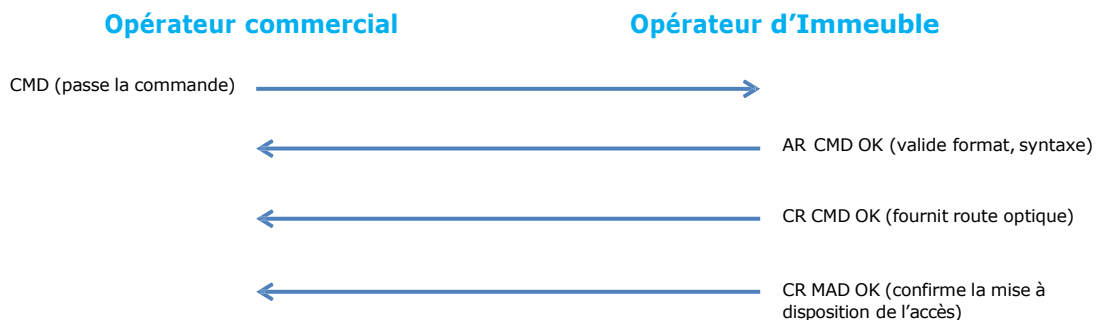 Opérateur commercial
Opérateur d'Immeuble
CMD (passe la commande)
AR CMD OK (valide format, syntaxe)
CR CMD OK (fournit route optique)
CR MAD OK (confirme la mise à
disposition de l'accès)